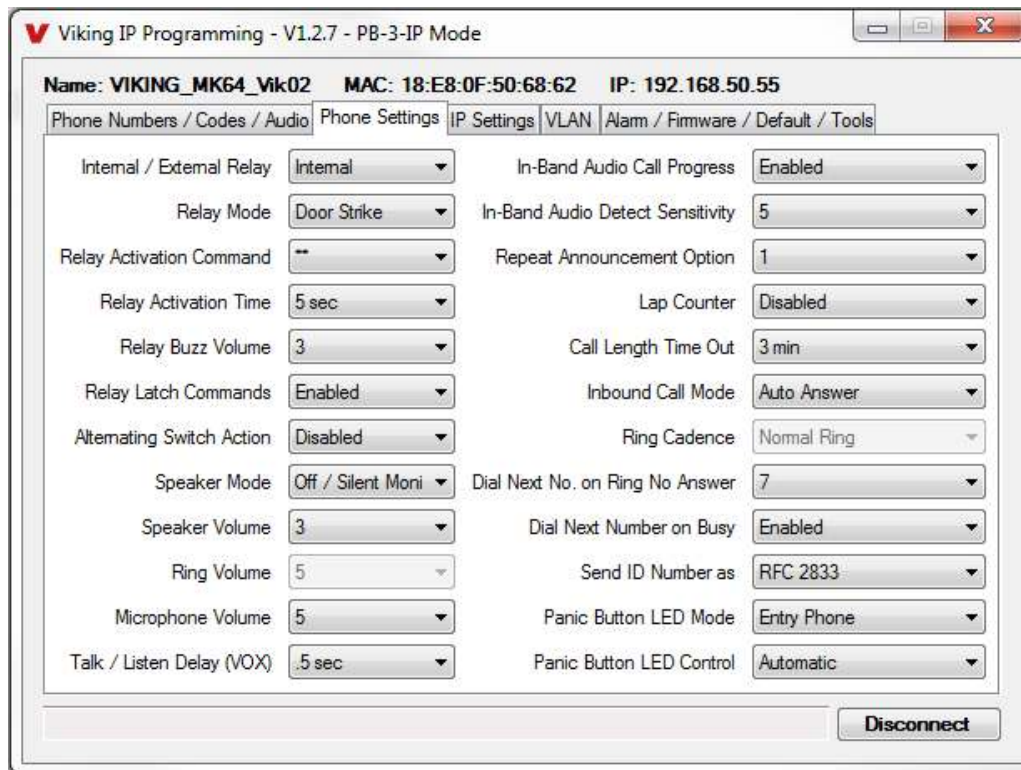 Viking IP Programming - V1.2.7 - PB-3-IP Mode
Name: VIKING_MK64_Vik02 MAC: 18:E8:0F:50:68:62 IP: 192.168.50.55
Phone Numbers / Codes / Audio Phone Settings IP Settings VLAN Alarm / Firmware / Default / Tools
Internal / External Relay Internal In-Band Audio Call Progress Enabled
Relay Mode Door Strike In-Band Audio Detect Sensitivity 5
Relay Activation Command ** Repeat Announcement Option 1
Relay Activation Time 5 sec Lap Counter Disabled
Relay Buzz Volume 3 Call Length Time Out 3 min
Relay Latch Commands Enabled Inbound Call Mode Auto Answer
Alternating Switch Action Disabled Ring Cadence Normal Ring
Speaker Mode Off / Silent Moni Dial Next No. on Ring No Answer 7
Speaker Volume 3 Dial Next Number on Busy Enabled
Ring Volume 5 Send ID Number as RFC 2833
Microphone Volume 5 Panic Button LED Mode Entry Phone
Talk / Listen Delay (VOX) .5 sec Panic Button LED Control Automatic
Disconnect